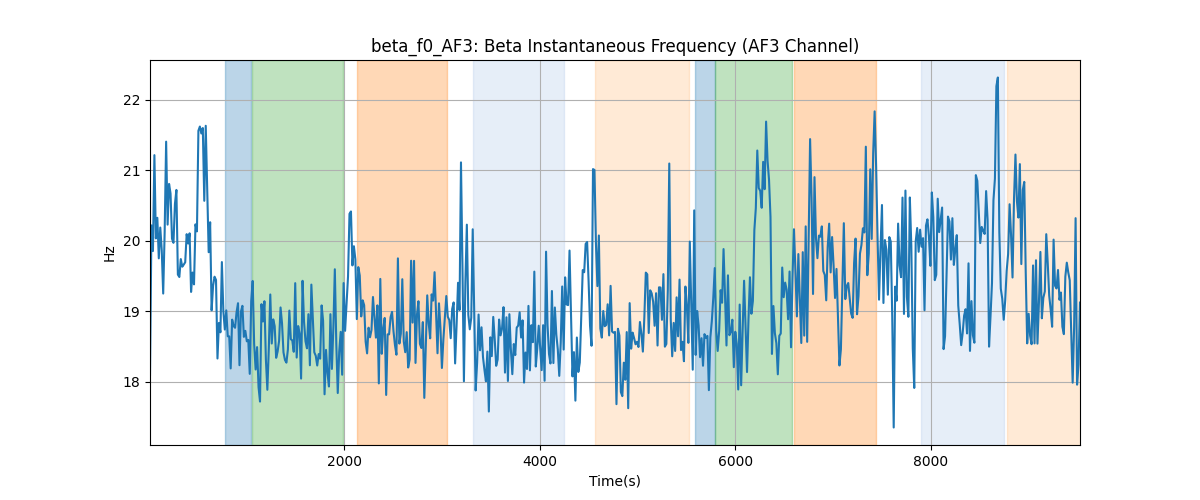 beta_f0_AF3: Beta Instantaneous Frequency (AF3 Channel)
22
21
20
19
18
Hz
2000 4000 6000 8000
Time(s)